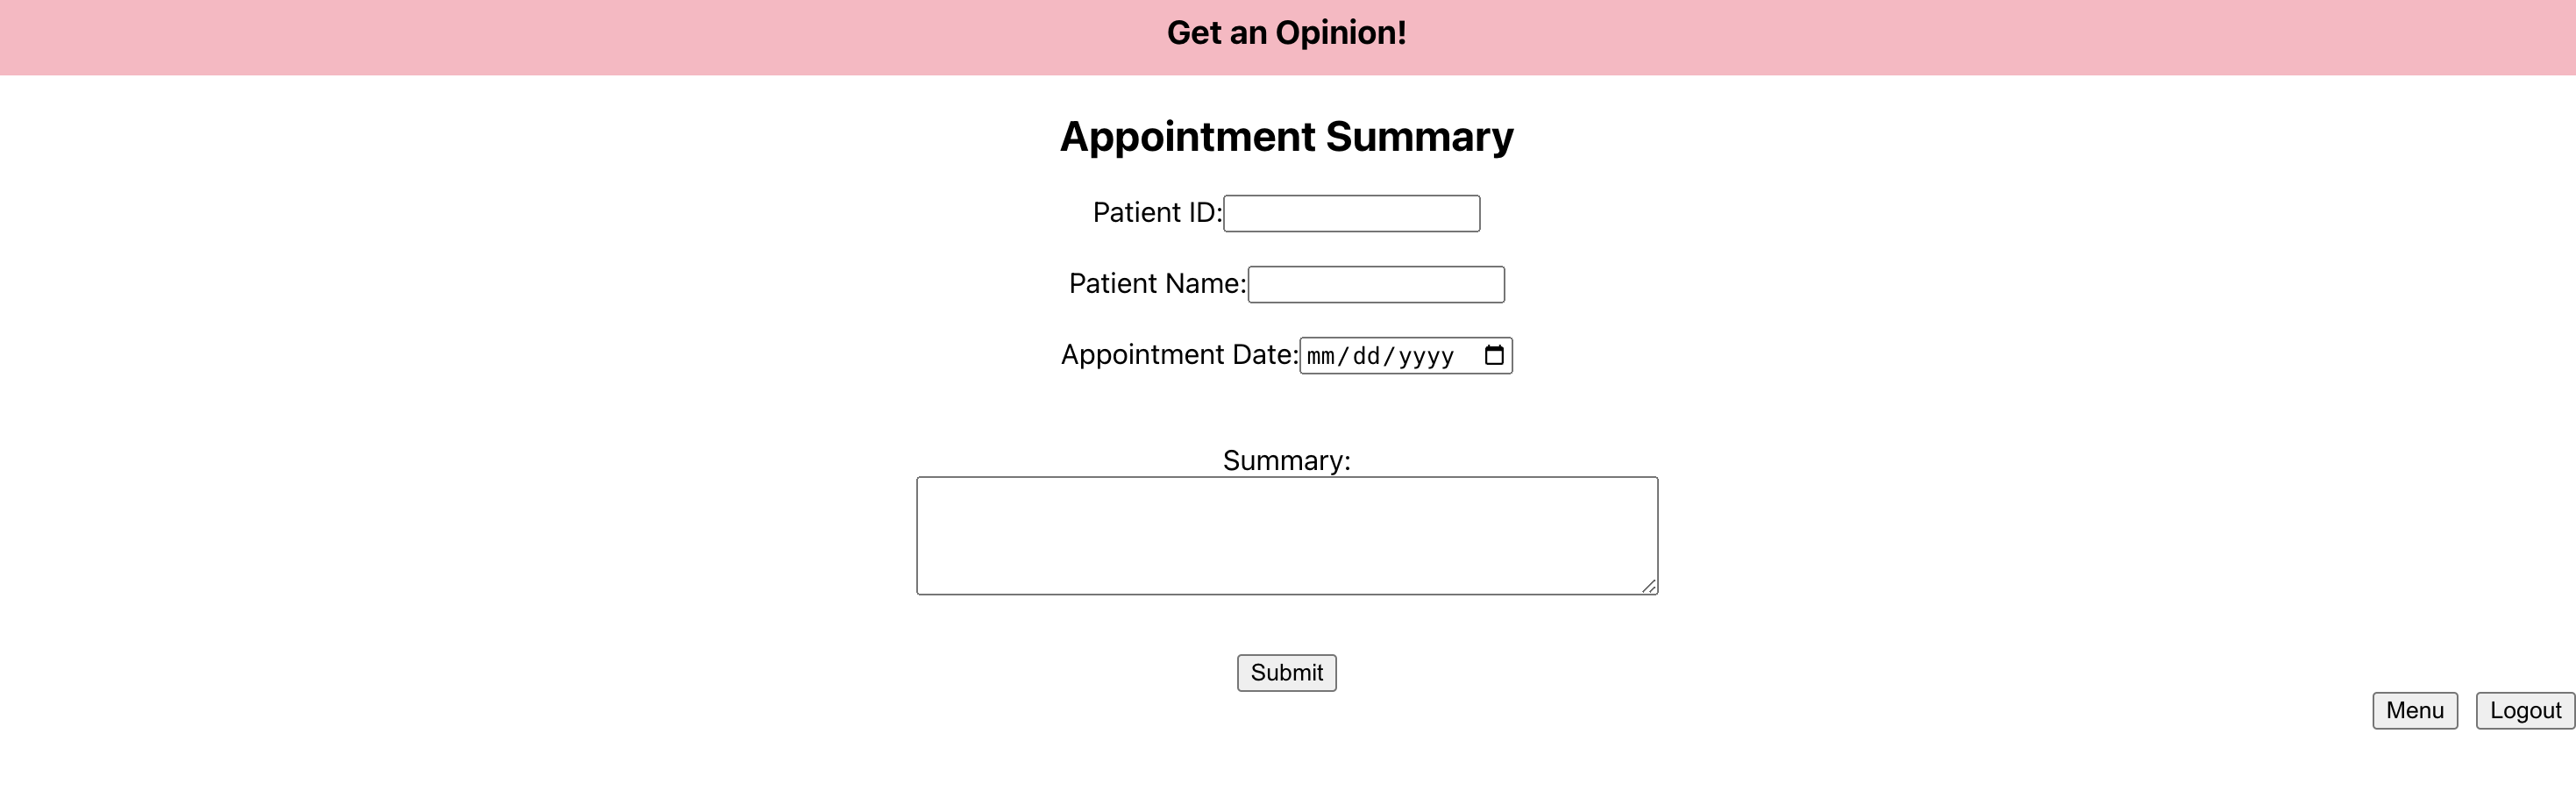 Get an Opinion!
Appointment Summary
Patient ID:
Patient Name:
Appointment Date: mm/dd/yyyy
Summary:
Submit
Menu Logout